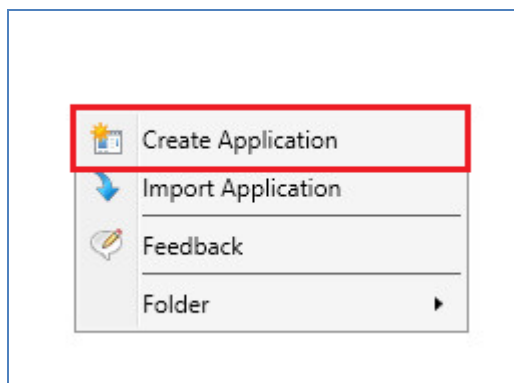 Create Application
Import Application
Feedback
Folder